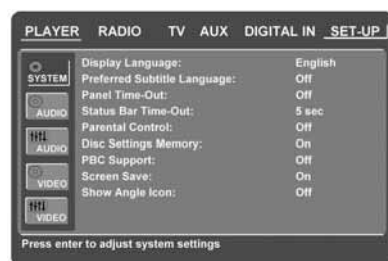 PLAYER RADIO TV AUX DIGITAL IN SET-UP
SYSTEM
AUDIO
AUDIO
VIDEO
VIDEO
Display Language: English
Preferred Subtitle Language: Off
Panel Time-Out: Off
Status Bar Time-Out: 5 sec
Parental Control: Off
Disc Settings Memory: On
PBC Support: Off
Screen Save: On
Show Angle Icon: Off
Press enter to adjust system settings